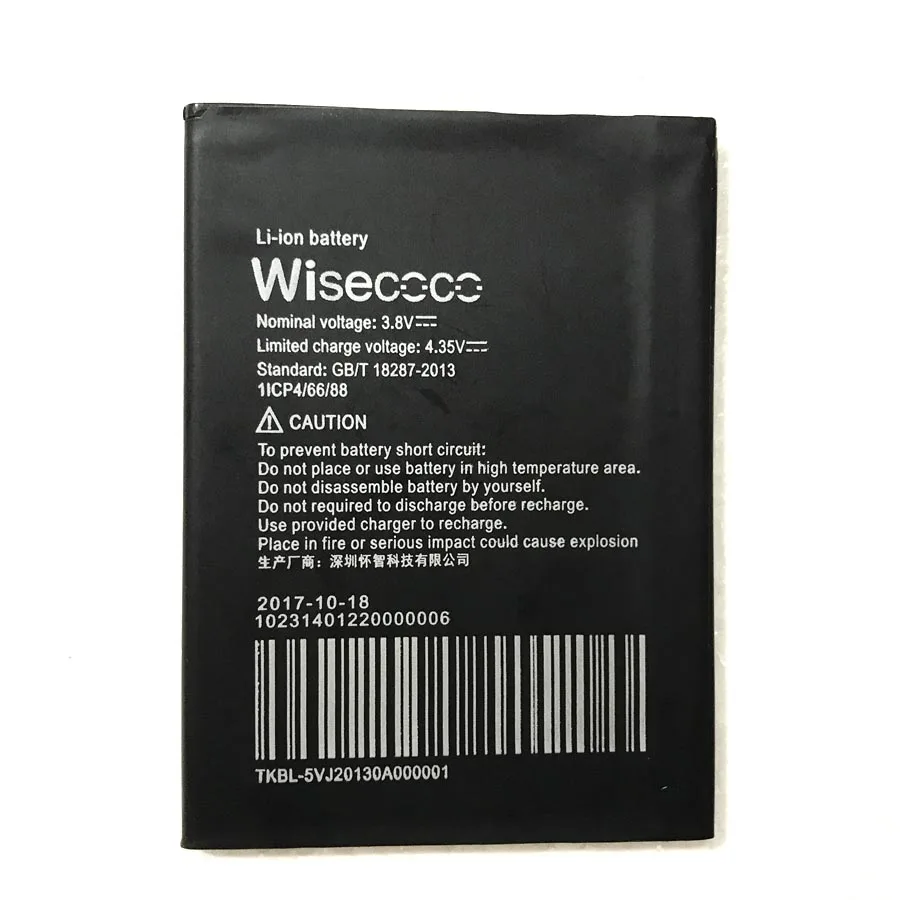 Li-ion battery
Wisecoco
Nominal voltage: 3.8V⎓
Limited charge voltage: 4.35V⎓
Standard: GB/T 18287-2013
1ICP4/66/88
⚠ CAUTION
To prevent battery short circuit:
Do not place or use battery in high temperature area.
Do not disassemble battery by yourself.
Do not required to discharge before recharge.
Use provided charger to recharge.
Place in fire or serious impact could cause explosion
生产厂商：深圳怀智科技有限公司
2017-10-18
10231401220000006
TKBL-5VJ20130A000001